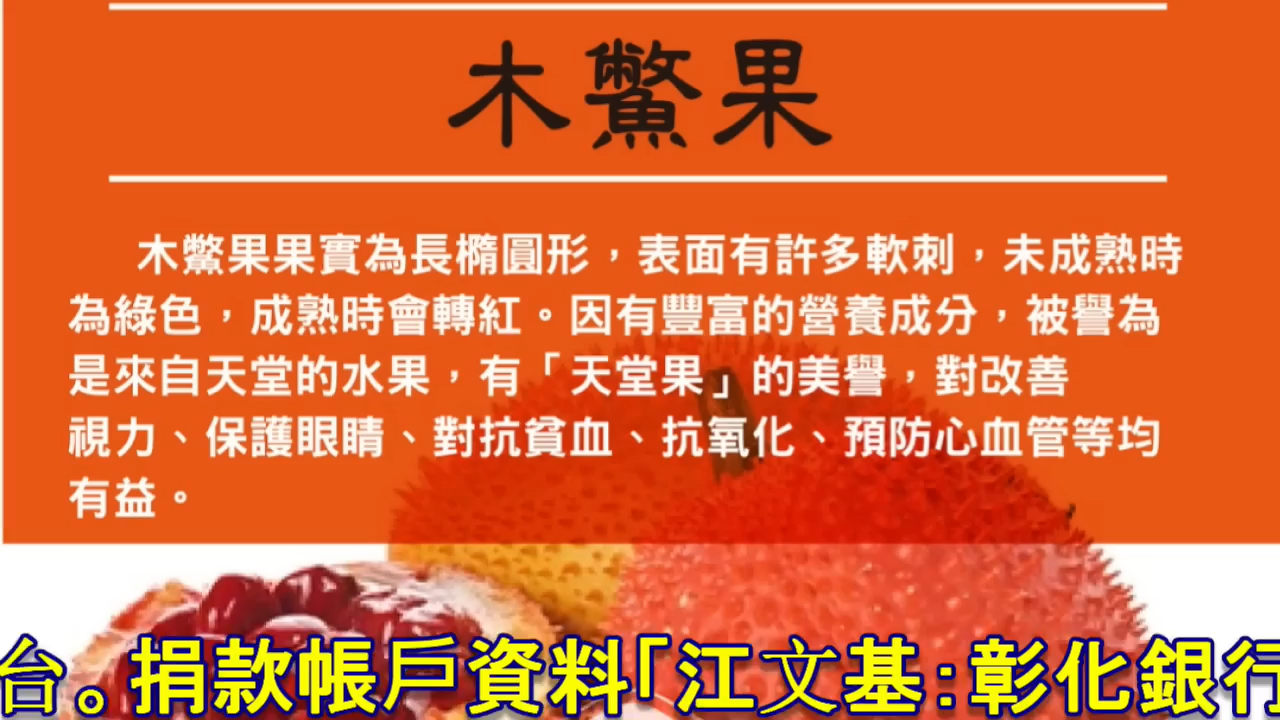 木鱉果
木鱉果果實為長橢圓形，表面有許多軟刺，未成熟時
為綠色，成熟時會轉紅。因有豐富的營養成分，被譽為
是來自天堂的水果，有「天堂果」的美譽，對改善
視力、保護眼睛、對抗貧血、抗氧化、預防心血管等均
有益。
台。捐款帳戶資料「江文基:彰化銀行